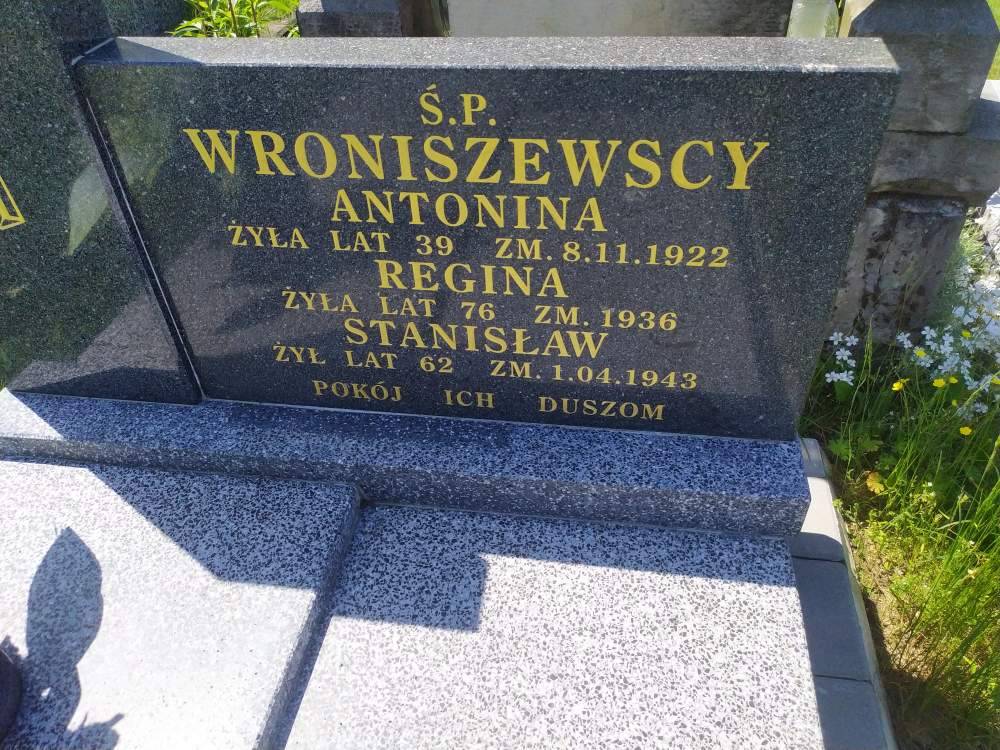 Ś.P.
WRONISZEWSCY
ANTONINA
ŻYŁA LAT 39 ZM. 8.11.1922
REGINA
ŻYŁA LAT 76 ZM. 1936
STANISŁAW
ŻYŁ LAT 62 ZM. 1.04.1943
POKÓJ ICH DUSZOM